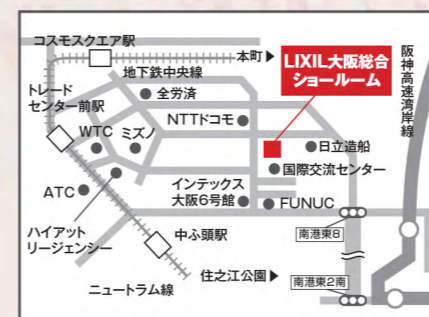 コスモスクエア駅
本町▶
地下鉄中央線
LIXIL大阪総合
ショールーム
阪神高速湾岸線
トレード
センター前駅
全労済
NTTドコモ
WTC
ミズノ
日立造船
国際交流センター
ATC
インテックス
大阪6号館
FUNUC
ハイアット
リージェンシー
中ふ頭駅
南港東8
住之江公園▶
南港東2南
ニュートラム線